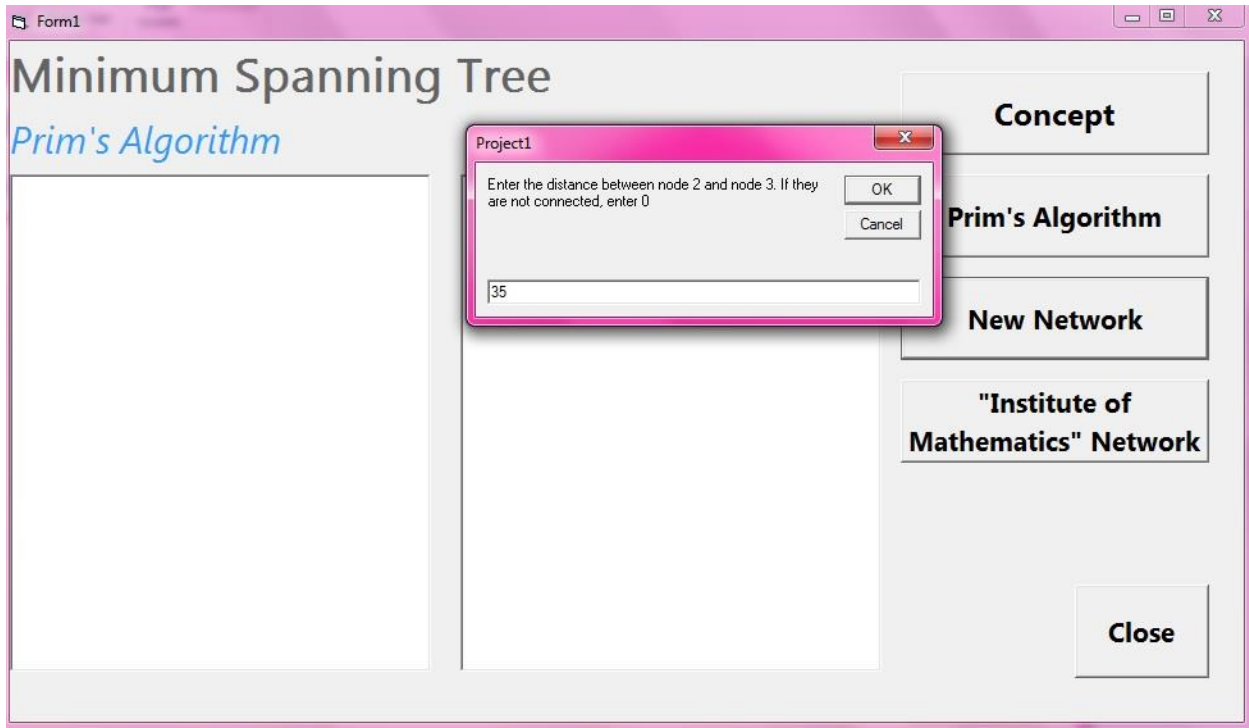 Form1
Minimum Spanning Tree
Prim's Algorithm
Project1
Enter the distance between node 2 and node 3. If they
are not connected, enter 0
OK
Cancel
35
Concept
Prim's Algorithm
New Network
"Institute of
Mathematics" Network
Close